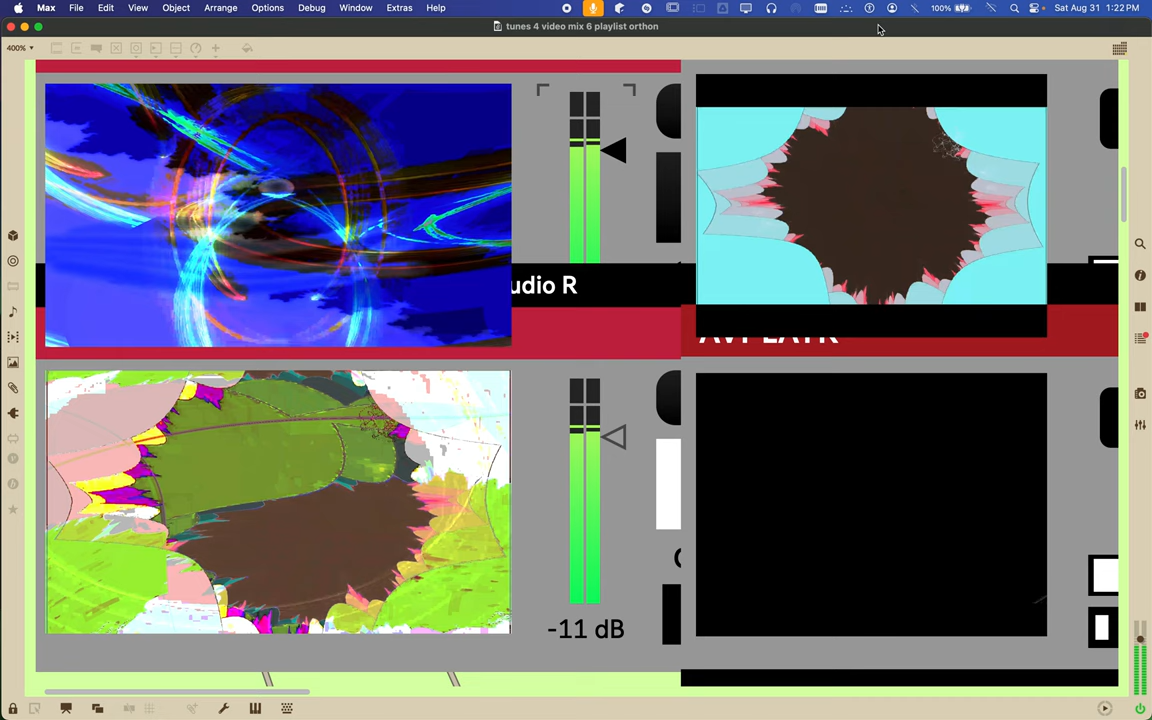 Max File Edit View Object Arrange Options Debug Window Extras Help 100% Sat Aug 31 1:22 PM
tunes 4 video mix 6 playlist orthon
400%
udio R
-11 dB